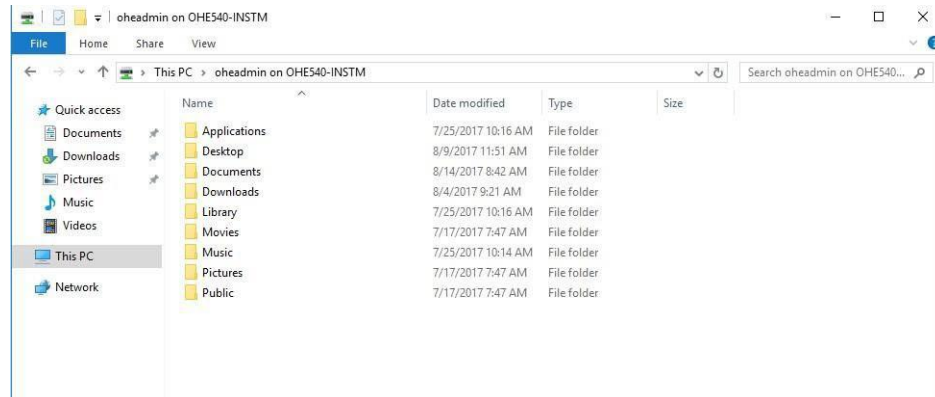 oheadmin on OHE540-INSTM
File Home Share View
This PC > oheadmin on OHE540-INSTM Search oheadmin on OHE540...
Name Date modified Type Size
Quick access
Documents
Downloads
Pictures
Music
Videos
This PC
Network
Applications 7/25/2017 10:16 AM File folder
Desktop 8/9/2017 11:51 AM File folder
Documents 8/14/2017 8:42 AM File folder
Downloads 8/4/2017 9:21 AM File folder
Library 7/25/2017 10:16 AM File folder
Movies 7/17/2017 7:47 AM File folder
Music 7/25/2017 10:14 AM File folder
Pictures 7/17/2017 7:47 AM File folder
Public 7/17/2017 7:47 AM File folder